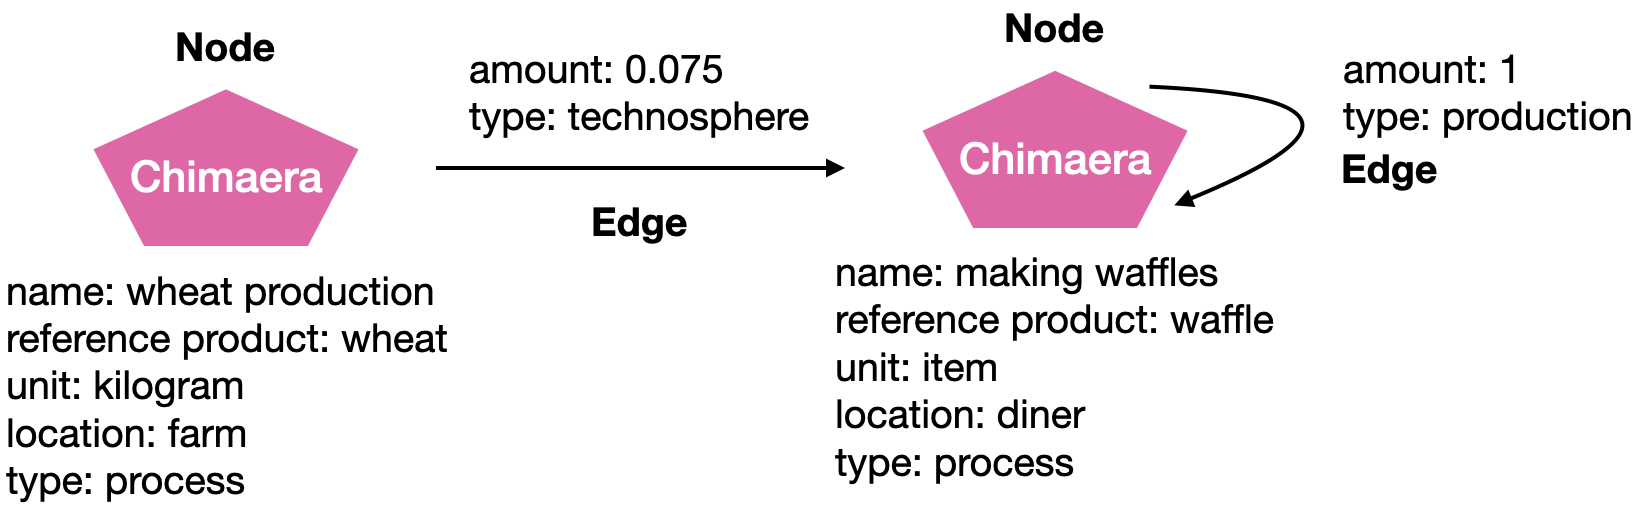 Node
Chimaera
name: wheat production
reference product: wheat
unit: kilogram
location: farm
type: process
amount: 0.075
type: technosphere
Edge
Node
Chimaera
name: making waffles
reference product: waffle
unit: item
location: diner
type: process
amount: 1
type: production
Edge